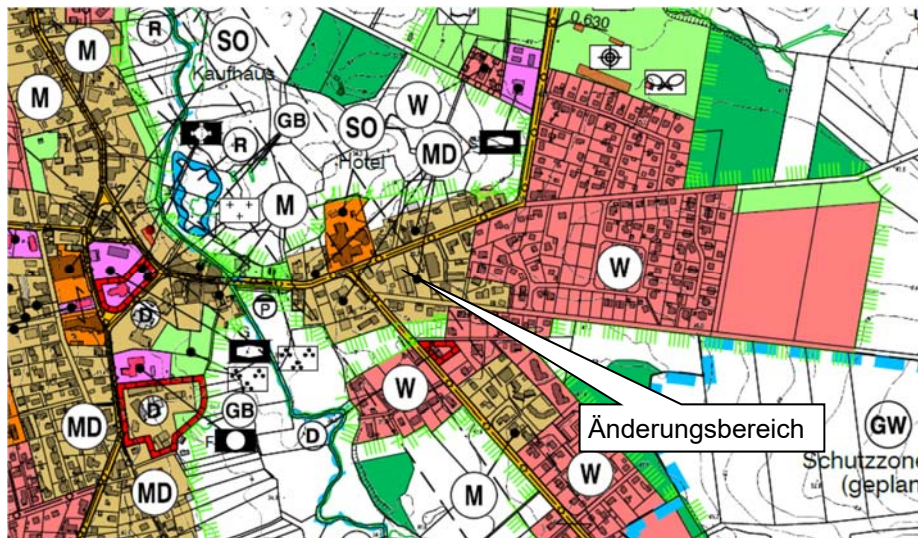 R
SO
M
Kaufhaus
0,630
M
W
GB
SO
R
MD
Hotel
M
W
D
P
W
Änderungsbereich
D
GB
GW
MD
D
F
Schutzzone
(geplan
W
MD
M